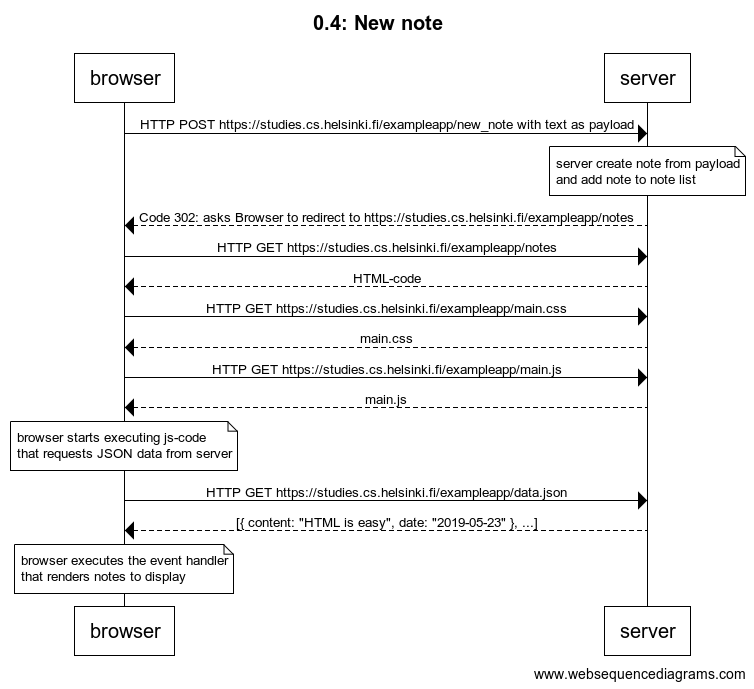 0.4: New note
browser
server
HTTP POST https://studies.cs.helsinki.fi/exampleapp/new_note with text as payload
server create note from payload
and add note to note list
Code 302: asks Browser to redirect to https://studies.cs.helsinki.fi/exampleapp/notes
HTTP GET https://studies.cs.helsinki.fi/exampleapp/notes
HTML-code
HTTP GET https://studies.cs.helsinki.fi/exampleapp/main.css
main.css
HTTP GET https://studies.cs.helsinki.fi/exampleapp/main.js
main.js
browser starts executing js-code
that requests JSON data from server
HTTP GET https://studies.cs.helsinki.fi/exampleapp/data.json
[{ content: "HTML is easy", date: "2019-05-23" }, ...]
browser executes the event handler
that renders notes to display
browser
server
www.websequencediagrams.com